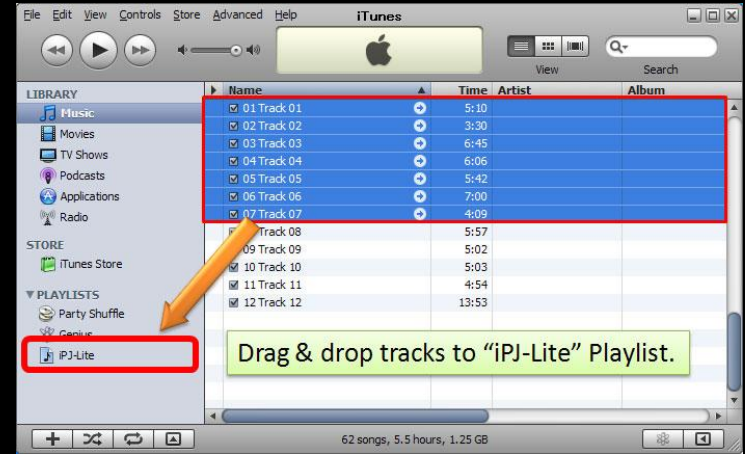 File Edit View Controls Store Advanced Help
iTunes
View
Search
LIBRARY
Music
Movies
TV Shows
Podcasts
Applications
Radio
STORE
iTunes Store
PLAYLISTS
Party Shuffle
Genius
iPJ-Lite
Name Time Artist Album
01 Track 01 5:10
02 Track 02 3:30
03 Track 03 6:45
04 Track 04 6:06
05 Track 05 5:42
06 Track 06 7:00
07 Track 07 4:09
Track 08 5:57
09 Track 09 5:02
10 Track 10 5:03
11 Track 11 4:54
12 Track 12 13:53
Drag & drop tracks to “iPJ-Lite” Playlist.
62 songs, 5.5 hours, 1.25 GB